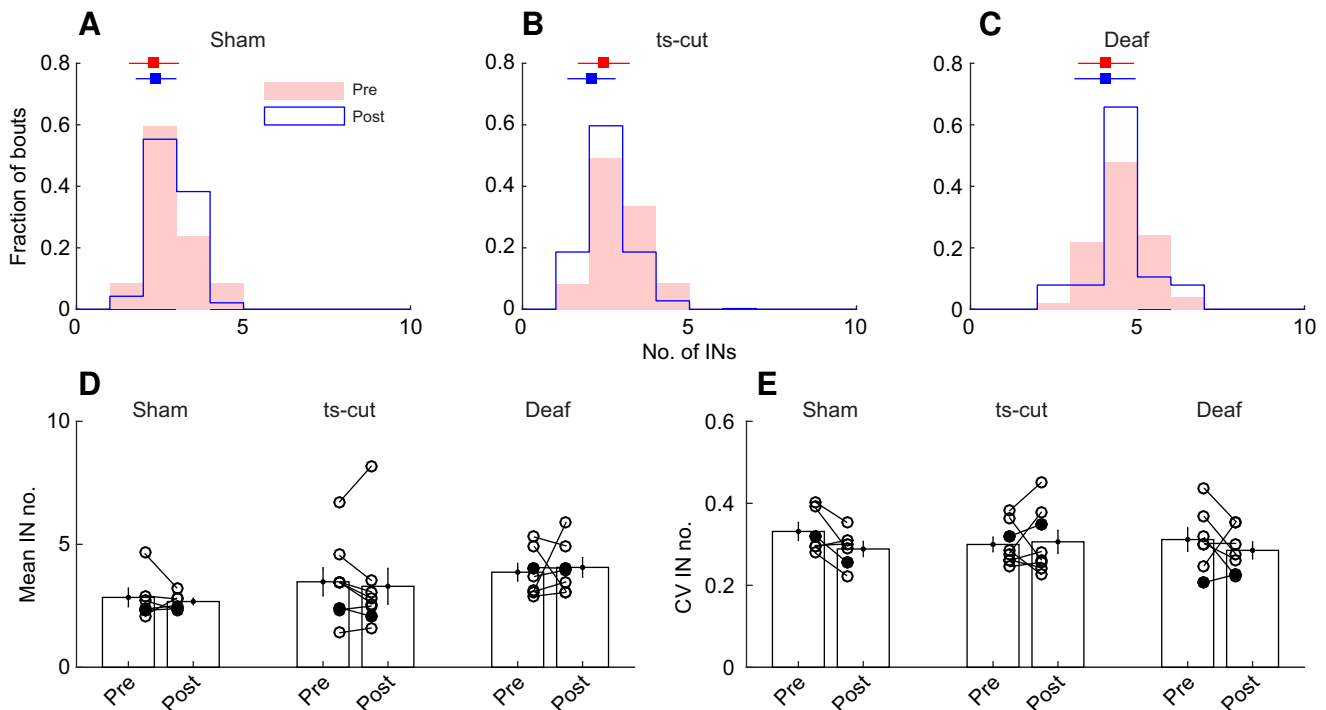 A B C
Sham ts-cut Deaf
0.8 0.8 0.8
Pre
Post
0.6 0.6 0.6
0.4 0.4 0.4
0.2 0.2 0.2
0 0 0
0 5 10 0 5 10 0 5 10
Fraction of bouts
No. of INs
D E
Sham ts-cut Deaf Sham ts-cut Deaf
10 0.6
0.4
5
0.2
0 0
Mean IN no.
CV IN no.
Pre Post Pre Post Pre Post Pre Post Pre Post Pre Post